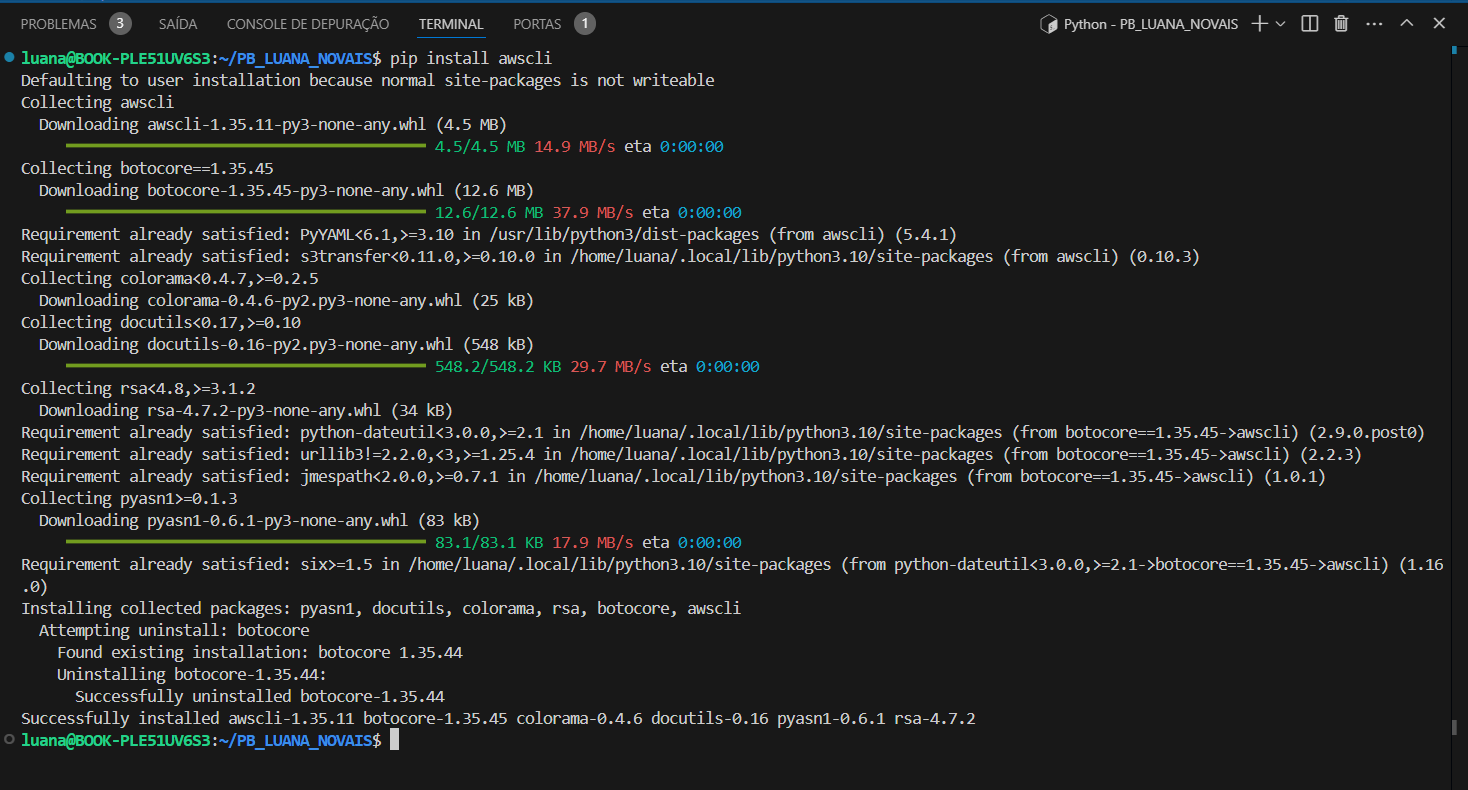 PROBLEMAS 3 SAÍDA CONSOLE DE DEPURAÇÃO TERMINAL PORTAS 1 Python - PB_LUANA_NOVAIS
luana@BOOK-PLE51UV6S3:~/PB_LUANA_NOVAIS$ pip install awscli
Defaulting to user installation because normal site-packages is not writeable
Collecting awscli
  Downloading awscli-1.35.11-py3-none-any.whl (4.5 MB)
4.5/4.5 MB 14.9 MB/s eta 0:00:00
Collecting botocore==1.35.45
  Downloading botocore-1.35.45-py3-none-any.whl (12.6 MB)
12.6/12.6 MB 37.9 MB/s eta 0:00:00
Requirement already satisfied: PyYAML<6.1,>=3.10 in /usr/lib/python3/dist-packages (from awscli) (5.4.1)
Requirement already satisfied: s3transfer<0.11.0,>=0.10.0 in /home/luana/.local/lib/python3.10/site-packages (from awscli) (0.10.3)
Collecting colorama<0.4.7,>=0.2.5
  Downloading colorama-0.4.6-py2.py3-none-any.whl (25 kB)
Collecting docutils<0.17,>=0.10
  Downloading docutils-0.16-py2.py3-none-any.whl (548 kB)
548.2/548.2 KB 29.7 MB/s eta 0:00:00
Collecting rsa<4.8,>=3.1.2
  Downloading rsa-4.7.2-py3-none-any.whl (34 kB)
Requirement already satisfied: python-dateutil<3.0.0,>=2.1 in /home/luana/.local/lib/python3.10/site-packages (from botocore==1.35.45->awscli) (2.9.0.post0)
Requirement already satisfied: urllib3!=2.2.0,<3,>=1.25.4 in /home/luana/.local/lib/python3.10/site-packages (from botocore==1.35.45->awscli) (2.2.3)
Requirement already satisfied: jmespath<2.0.0,>=0.7.1 in /home/luana/.local/lib/python3.10/site-packages (from botocore==1.35.45->awscli) (1.0.1)
Collecting pyasn1>=0.1.3
  Downloading pyasn1-0.6.1-py3-none-any.whl (83 kB)
83.1/83.1 KB 17.9 MB/s eta 0:00:00
Requirement already satisfied: six>=1.5 in /home/luana/.local/lib/python3.10/site-packages (from python-dateutil<3.0.0,>=2.1->botocore==1.35.45->awscli) (1.16
.0)
Installing collected packages: pyasn1, docutils, colorama, rsa, botocore, awscli
  Attempting uninstall: botocore
    Found existing installation: botocore 1.35.44
    Uninstalling botocore-1.35.44:
      Successfully uninstalled botocore-1.35.44
Successfully installed awscli-1.35.11 botocore-1.35.45 colorama-0.4.6 docutils-0.16 pyasn1-0.6.1 rsa-4.7.2
luana@BOOK-PLE51UV6S3:~/PB_LUANA_NOVAIS$